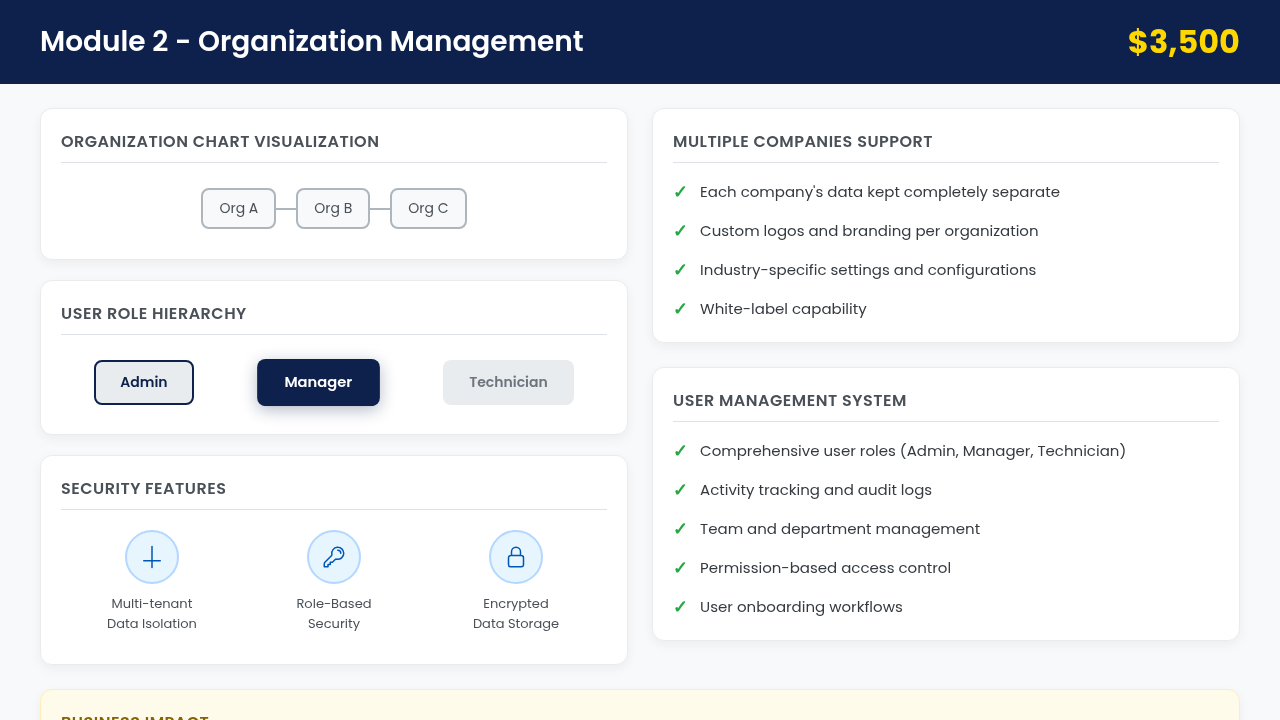 Module 2 - Organization Management
$3,500
ORGANIZATION CHART VISUALIZATION
Org A
Org B
Org C
USER ROLE HIERARCHY
Admin
Manager
Technician
SECURITY FEATURES
Multi-tenant
Data Isolation
Role-Based
Security
Encrypted
Data Storage
MULTIPLE COMPANIES SUPPORT
✓ Each company's data kept completely separate
✓ Custom logos and branding per organization
✓ Industry-specific settings and configurations
✓ White-label capability
USER MANAGEMENT SYSTEM
✓ Comprehensive user roles (Admin, Manager, Technician)
✓ Activity tracking and audit logs
✓ Team and department management
✓ Permission-based access control
✓ User onboarding workflows
BUSINESS IMPACT